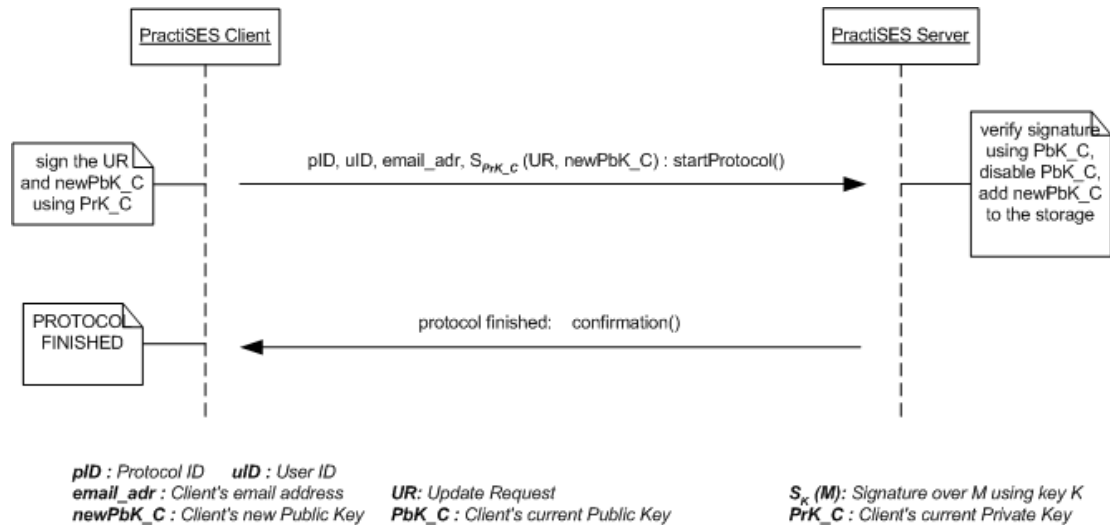 PractiSES Client
PractiSES Server
sign the UR
and newPbK_C
using PrK_C
pID, uID, email_adr, S_PrK_C (UR, newPbK_C) : startProtocol()
verify signature
using PbK_C,
disable PbK_C,
add newPbK_C
to the storage
PROTOCOL
FINISHED
protocol finished: confirmation()
pID : Protocol ID uID : User ID
email_adr : Client's email address UR: Update Request S_K (M): Signature over M using key K
newPbK_C : Client's new Public Key PbK_C : Client's current Public Key PrK_C : Client's current Private Key